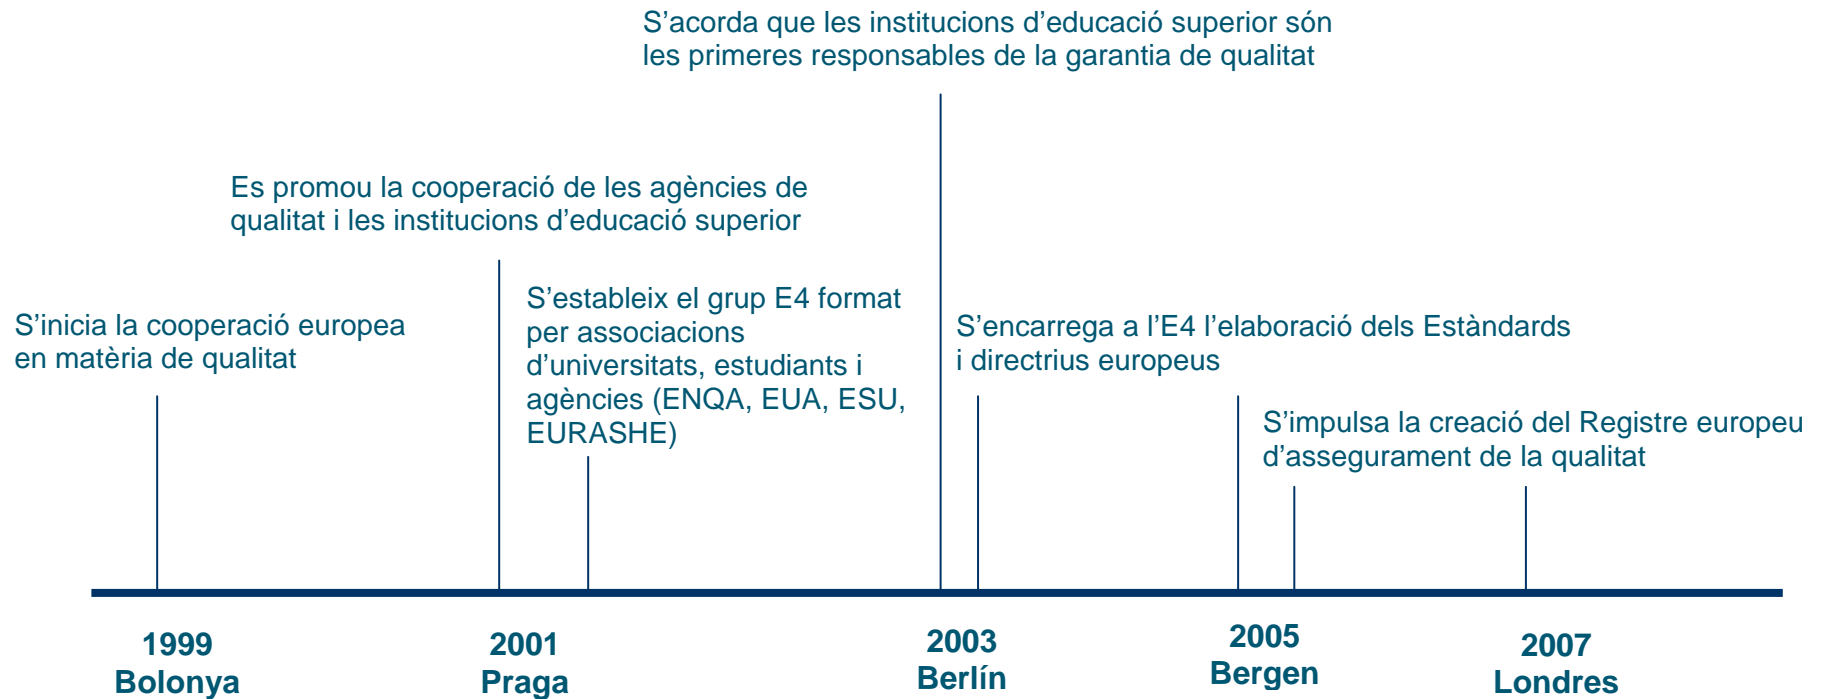 S’acorda que les institucions d’educació superior són
les primeres responsables de la garantia de qualitat
Es promou la cooperació de les agències de
qualitat i les institucions d’educació superior
S’estableix el grup E4 format
per associacions
d’universitats, estudiants i
agències (ENQA, EUA, ESU,
EURASHE)
S’inicia la cooperació europea
en matèria de qualitat
S’encarrega a l’E4 l’elaboració dels Estàndards
i directrius europeus
S’impulsa la creació del Registre europeu
d’assegurament de la qualitat
1999
Bolonya
2001
Praga
2003
Berlín
2005
Bergen
2007
Londres